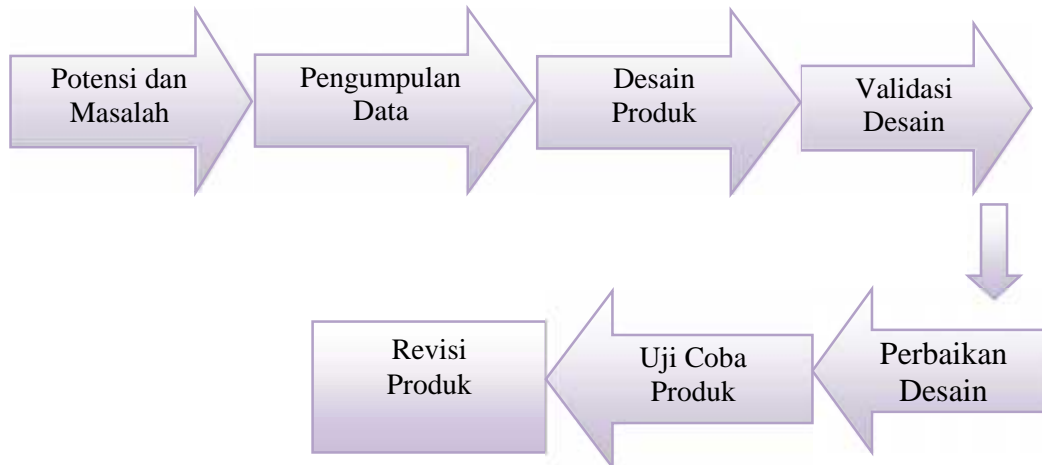 Potensi dan
Masalah
Pengumpulan
Data
Desain
Produk
Validasi
Desain
Perbaikan
Desain
Uji Coba
Produk
Revisi
Produk